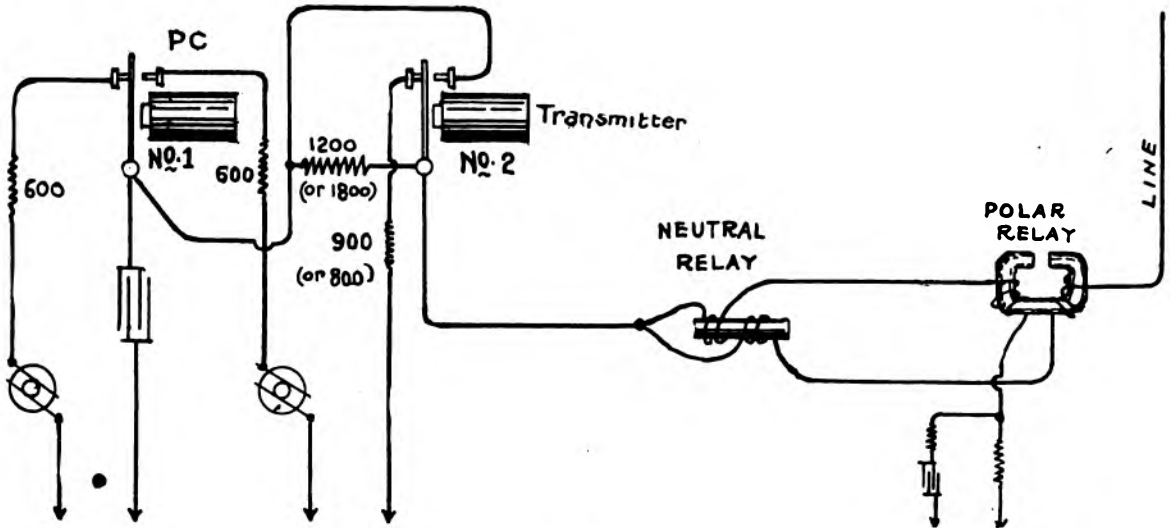 PC
Transmitter
No. 1
No. 2
600
600
1200
(or 1800)
900
(or 800)
NEUTRAL
RELAY
POLAR
RELAY
LINE